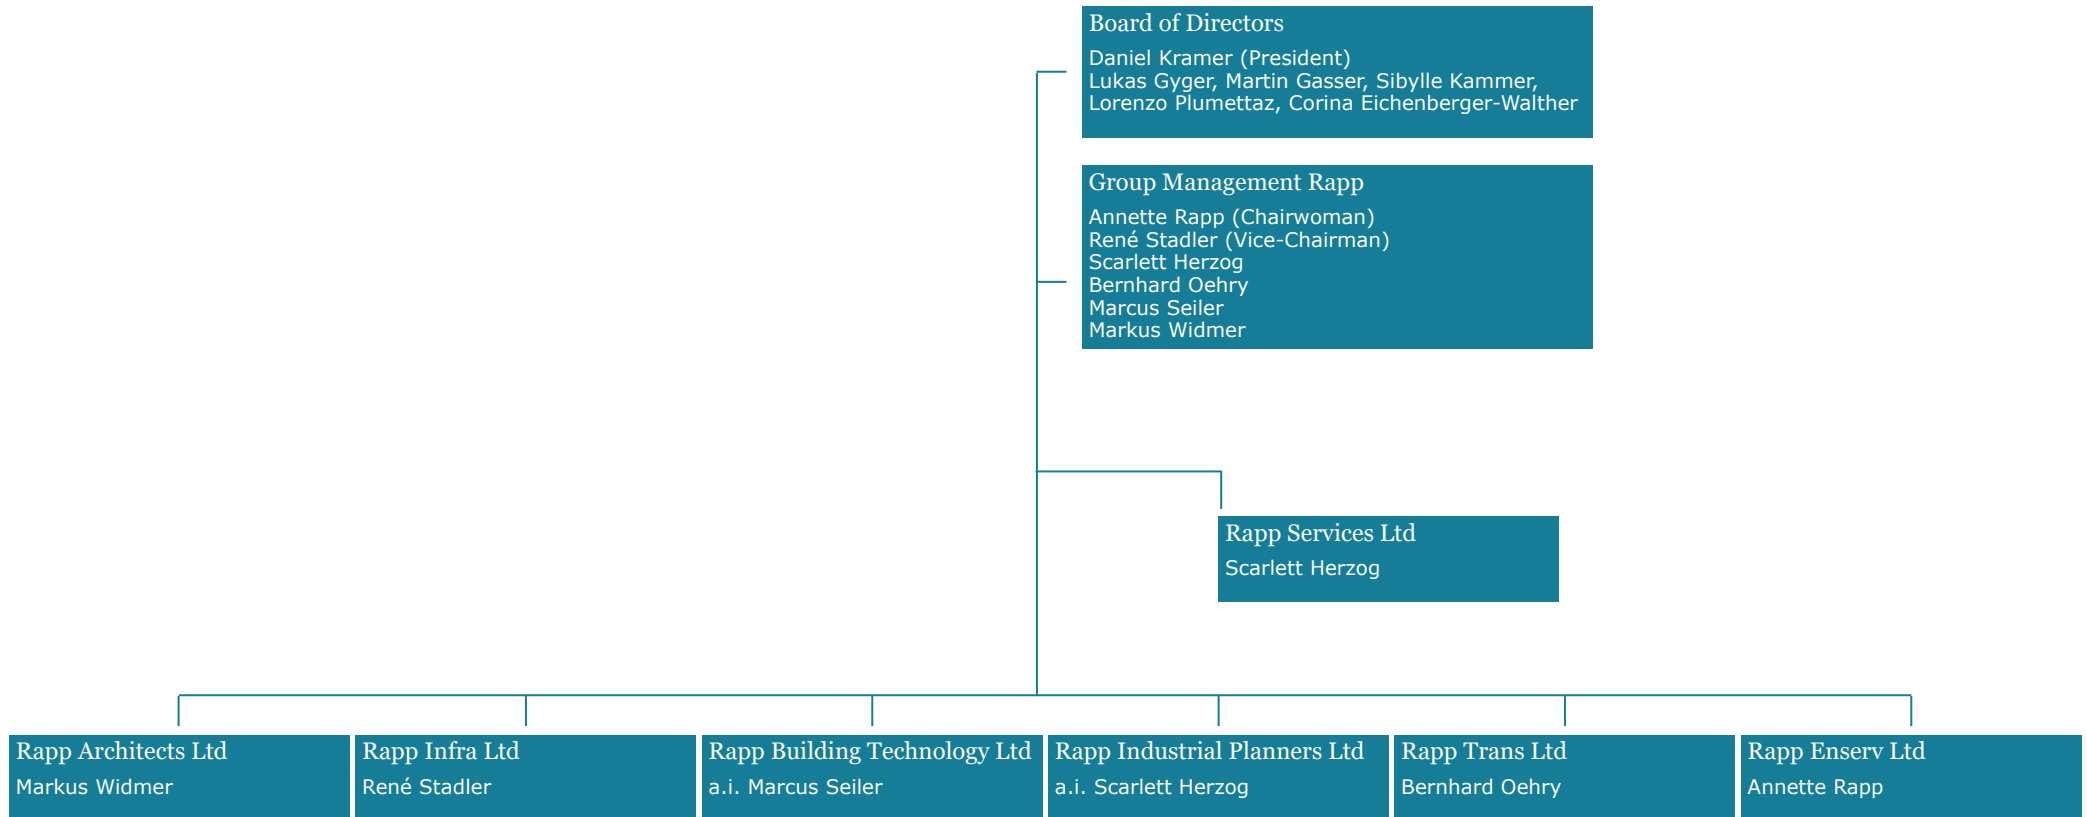 Board of Directors
Daniel Kramer (President)
Lukas Gyger, Martin Gasser, Sibylle Kammer,
Lorenzo Plumettaz, Corina Eichenberger-Walther
Group Management Rapp
Annette Rapp (Chairwoman)
René Stadler (Vice-Chairman)
Scarlett Herzog
Bernhard Oehry
Marcus Seiler
Markus Widmer
Rapp Services Ltd
Scarlett Herzog
Rapp Architects Ltd
Markus Widmer
Rapp Infra Ltd
René Stadler
Rapp Building Technology Ltd
a.i. Marcus Seiler
Rapp Industrial Planners Ltd
a.i. Scarlett Herzog
Rapp Trans Ltd
Bernhard Oehry
Rapp Enserv Ltd
Annette Rapp